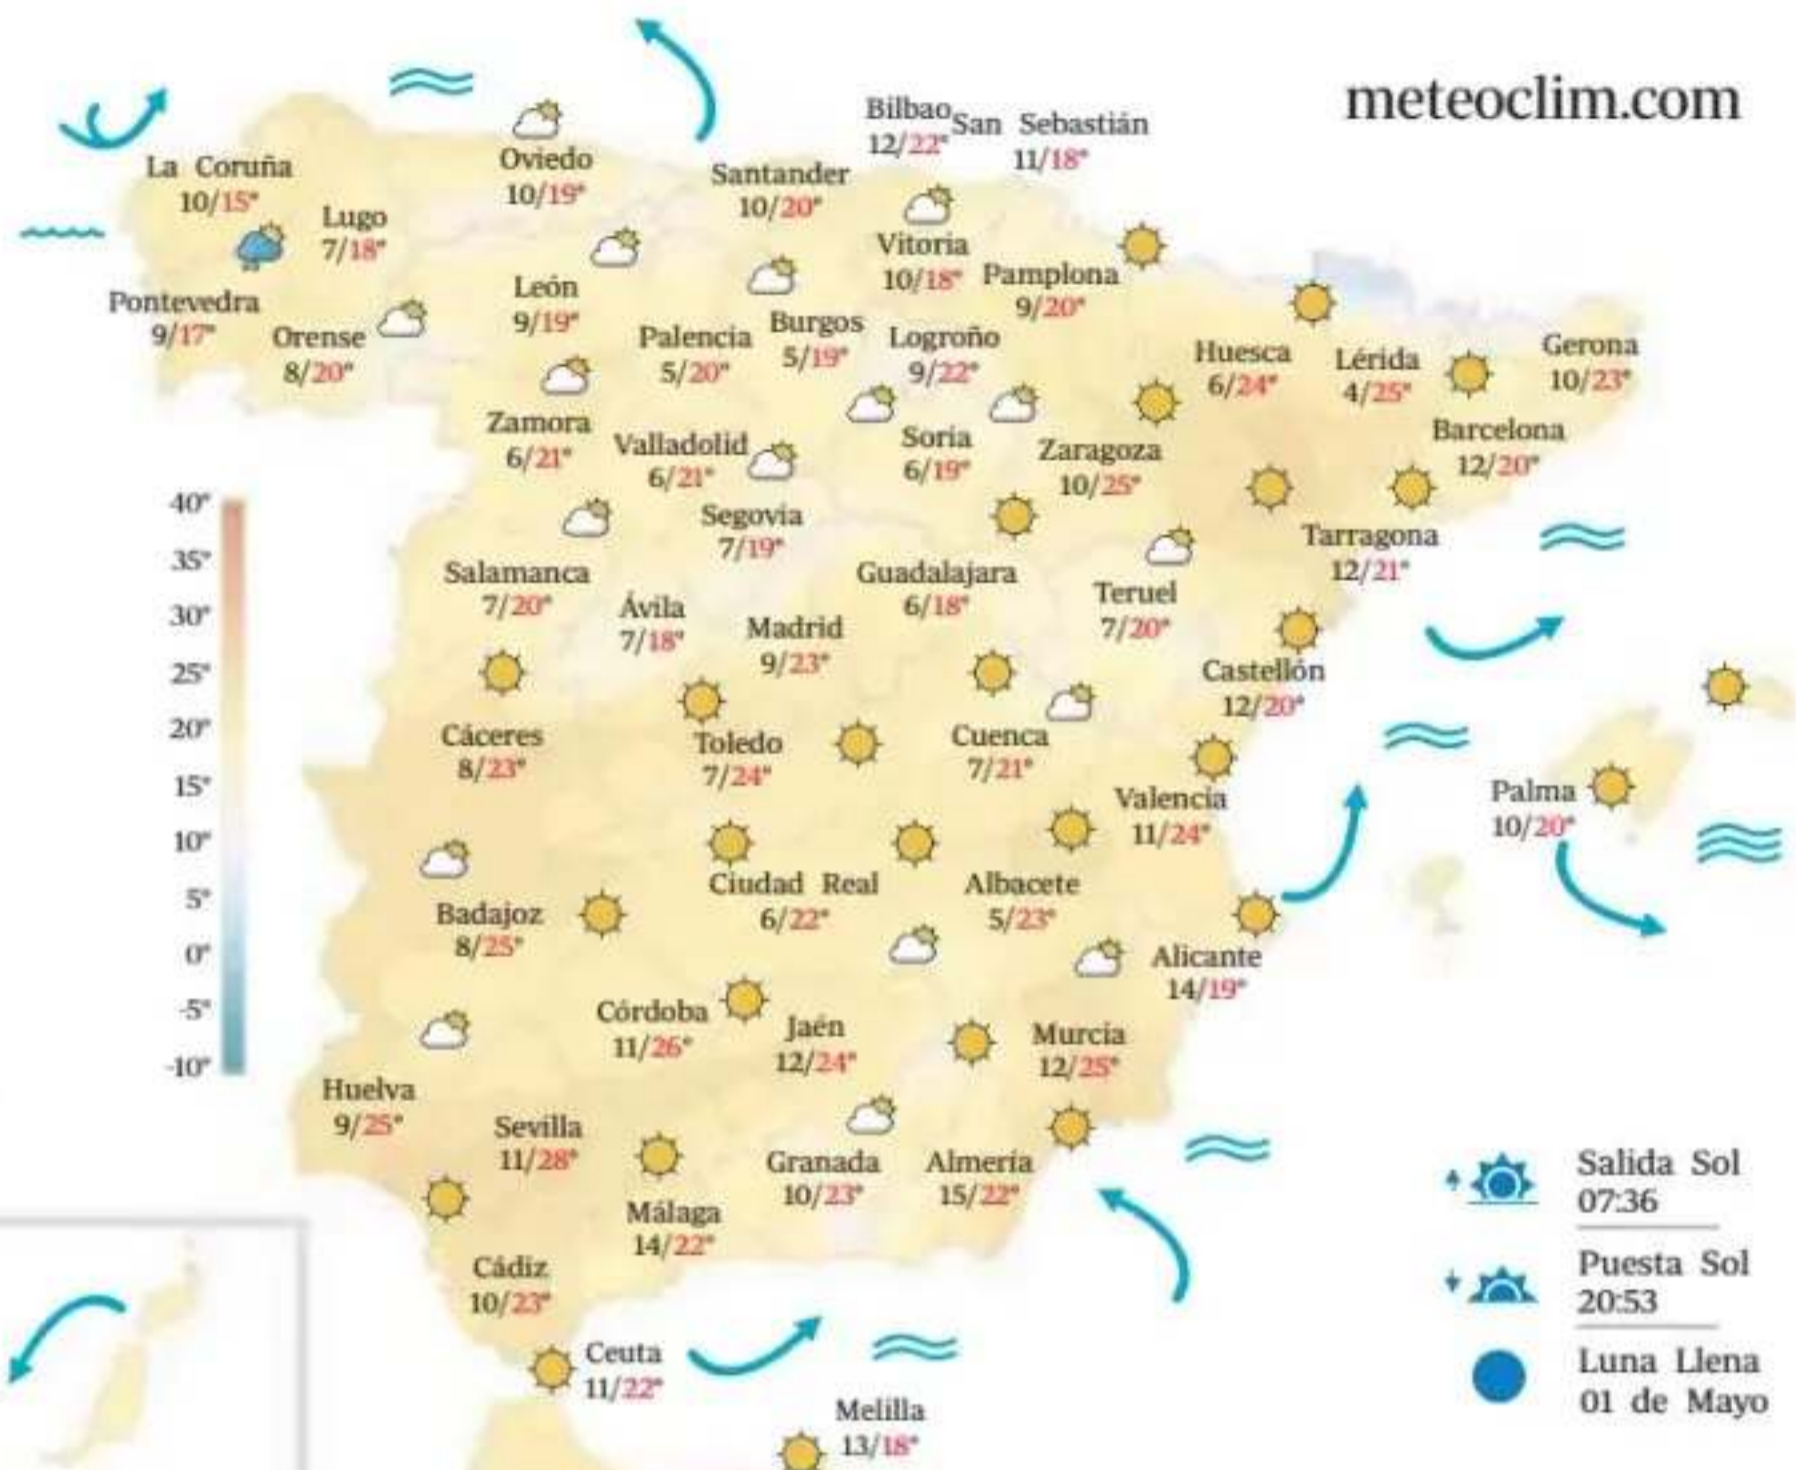 meteoclim.com
Bilbao
12/22°
San Sebastián
11/18°
La Coruña
10/15°
Oviedo
10/19°
Santander
10/20°
Lugo
7/18°
Vitoria
10/18°
Pamplona
9/20°
Pontevedra
9/17°
Orense
8/20°
León
9/19°
Palencia
5/20°
Burgos
5/19°
Logroño
9/22°
Huesca
6/24°
Lérida
4/25°
Gerona
10/23°
Zamora
6/21°
Valladolid
6/21°
Soria
6/19°
Zaragoza
10/25°
Barcelona
12/20°
Segovia
7/19°
Tarragona
12/21°
Salamanca
7/20°
Ávila
7/18°
Madrid
9/23°
Guadalajara
6/18°
Teruel
7/20°
Castellón
12/20°
Cáceres
8/23°
Toledo
7/24°
Cuenca
7/21°
Valencia
11/24°
Palma
10/20°
Badajoz
8/25°
Ciudad Real
6/22°
Albacete
5/23°
Alicante
14/19°
Córdoba
11/26°
Jaén
12/24°
Murcia
12/25°
Huelva
9/25°
Sevilla
11/28°
Granada
10/23°
Almería
15/22°
Málaga
14/22°
Cádiz
10/23°
Ceuta
11/22°
Melilla
13/18°
40°
35°
30°
25°
20°
15°
10°
5°
0°
-5°
-10°
Salida Sol
07:36
Puesta Sol
20:53
Luna Llena
01 de Mayo